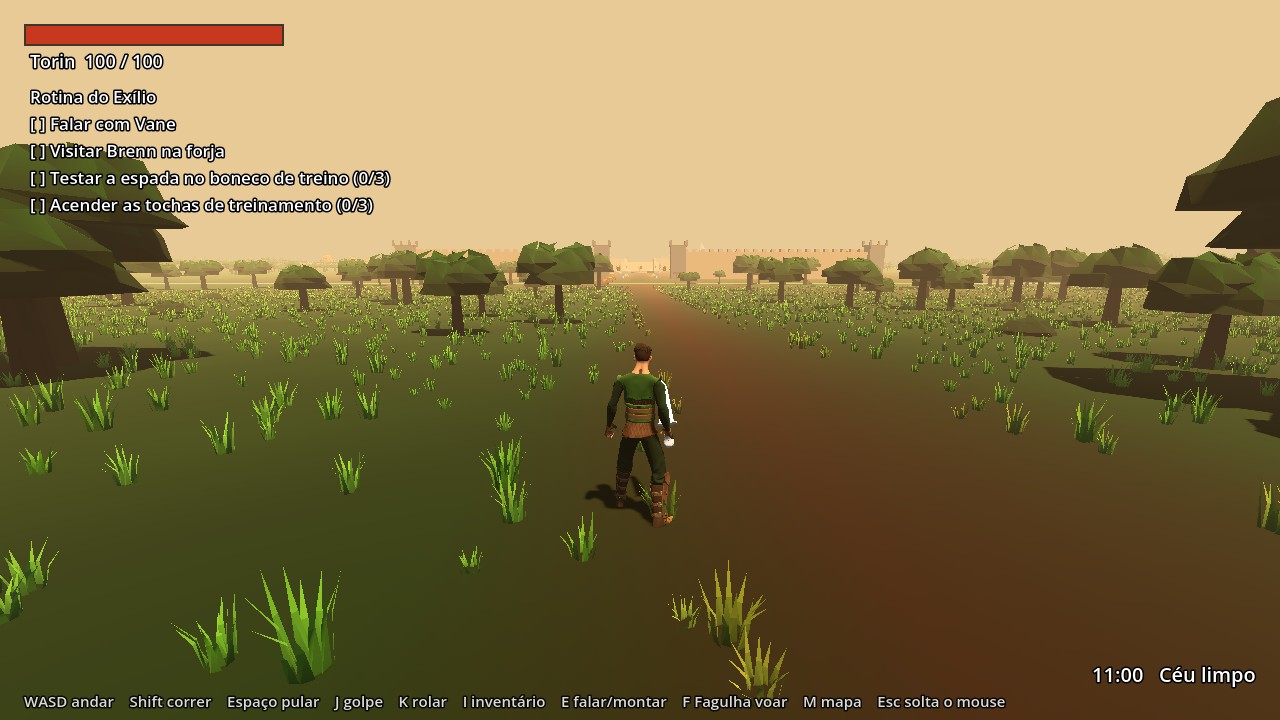 Torin 100 / 100
Rotina do Exílio
[ ] Falar com Vane
[ ] Visitar Brenn na forja
[ ] Testar a espada no boneco de treino (0/3)
[ ] Acender as tochas de treinamento (0/3)
11:00 Céu limpo
WASD andar Shift correr Espaço pular J golpe K rolar I inventário E falar/montar F Fagulha voar M mapa Esc solta o mouse